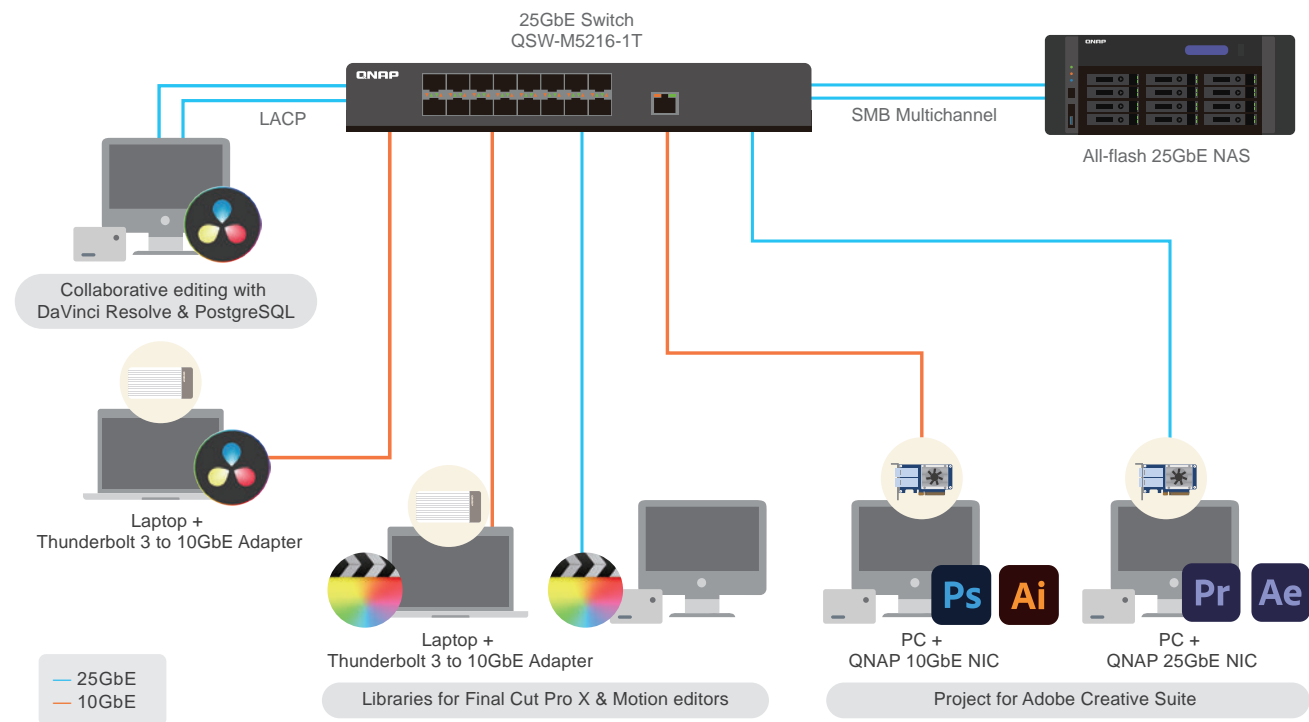 25GbE Switch
QSW-M5216-1T
QNAP
QNAP
LACP
SMB Multichannel
All-flash 25GbE NAS
Collaborative editing with
DaVinci Resolve & PostgreSQL
Laptop +
Thunderbolt 3 to 10GbE Adapter
Laptop +
Thunderbolt 3 to 10GbE Adapter
Ps
Ai
Pr
Ae
PC +
QNAP 10GbE NIC
PC +
QNAP 25GbE NIC
25GbE
10GbE
Libraries for Final Cut Pro X & Motion editors
Project for Adobe Creative Suite